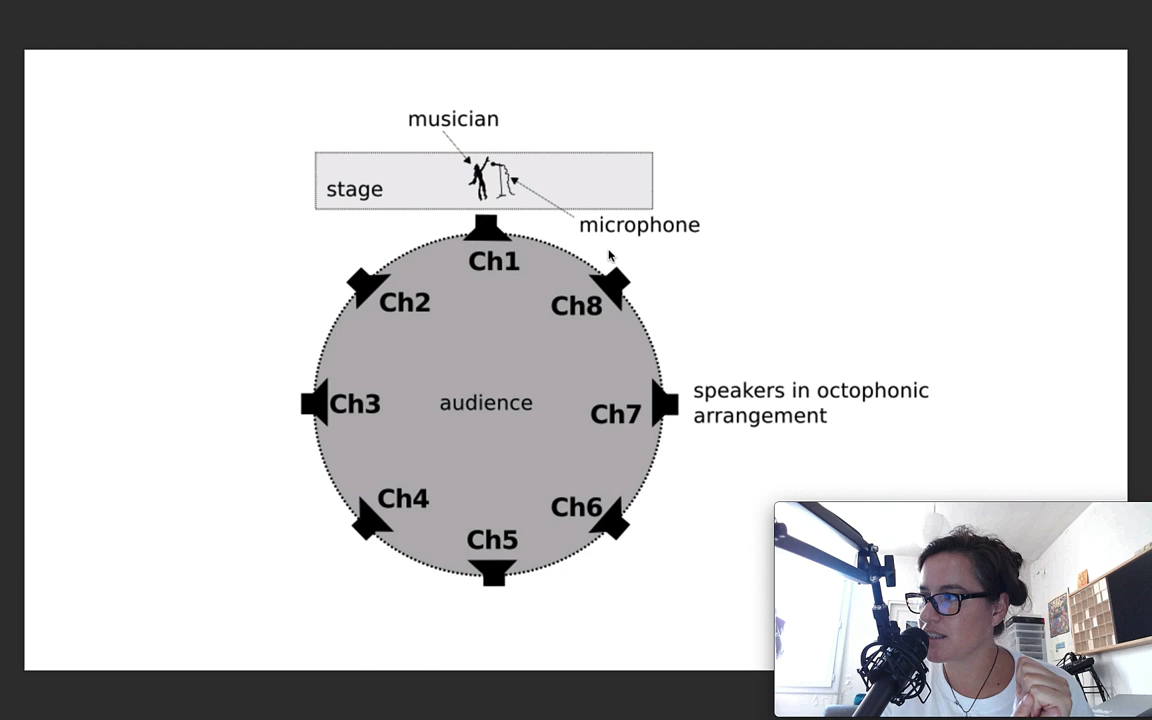 musician
stage
microphone
Ch1
Ch2
Ch8
Ch3
audience
Ch7
speakers in octophonic
arrangement
Ch4
Ch6
Ch5